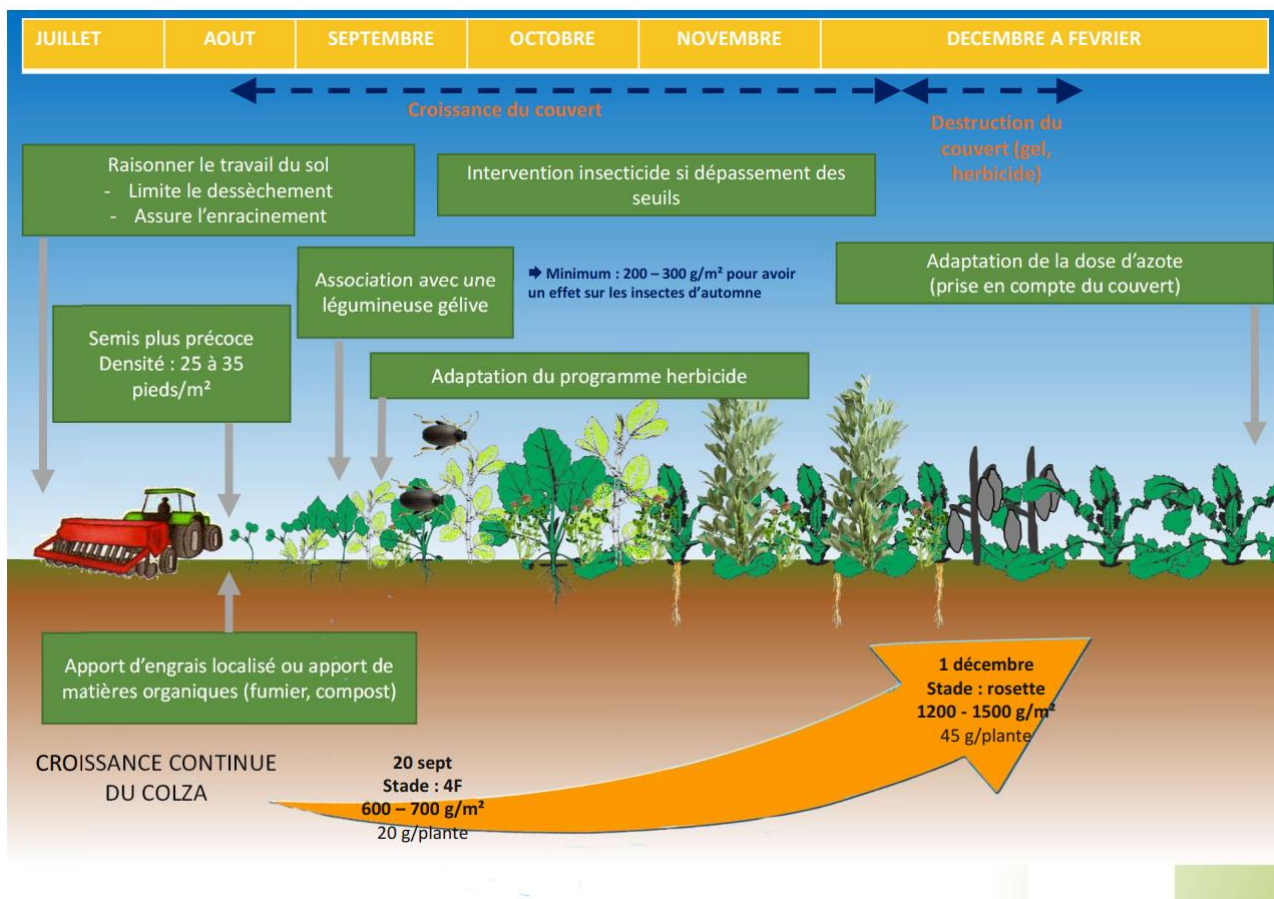 JUILLET
AOUT
SEPTEMBRE
OCTOBRE
NOVEMBRE
DECEMBRE A FEVRIER
Croissance du couvert
Destruction du
couvert (gel,
herbicide)
Raisonner le travail du sol
- Limite le dessèchement
- Assure l'enracinement
Intervention insecticide si dépassement des
seuils
Association avec une
légumineuse gélive
➡ Minimum : 200 – 300 g/m² pour avoir
un effet sur les insectes d'automne
Adaptation de la dose d'azote
(prise en compte du couvert)
Semis plus précoce
Densité : 25 à 35
pieds/m²
Adaptation du programme herbicide
Apport d'engrais localisé ou apport de
matières organiques (fumier, compost)
CROISSANCE CONTINUE
DU COLZA
20 sept
Stade : 4F
600 – 700 g/m²
20 g/plante
1 décembre
Stade : rosette
1200 - 1500 g/m²
45 g/plante